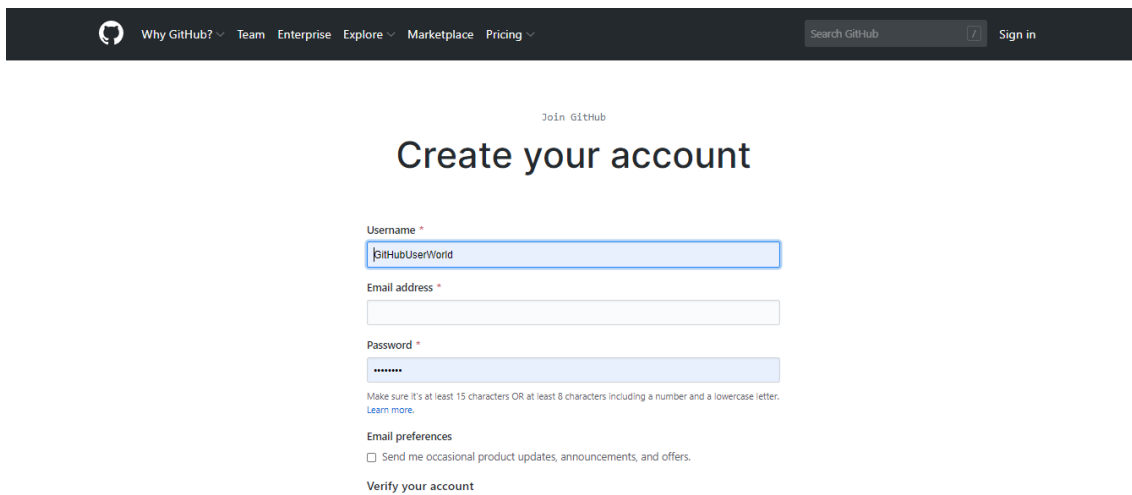 Why GitHub? Team Enterprise Explore Marketplace Pricing Search GitHub / Sign in
Join GitHub
Create your account
Username *
GitHubUserWorld
Email address *
Password *
••••••••
Make sure it's at least 15 characters OR at least 8 characters including a number and a lowercase letter.
Learn more.
Email preferences
Send me occasional product updates, announcements, and offers.
Verify your account